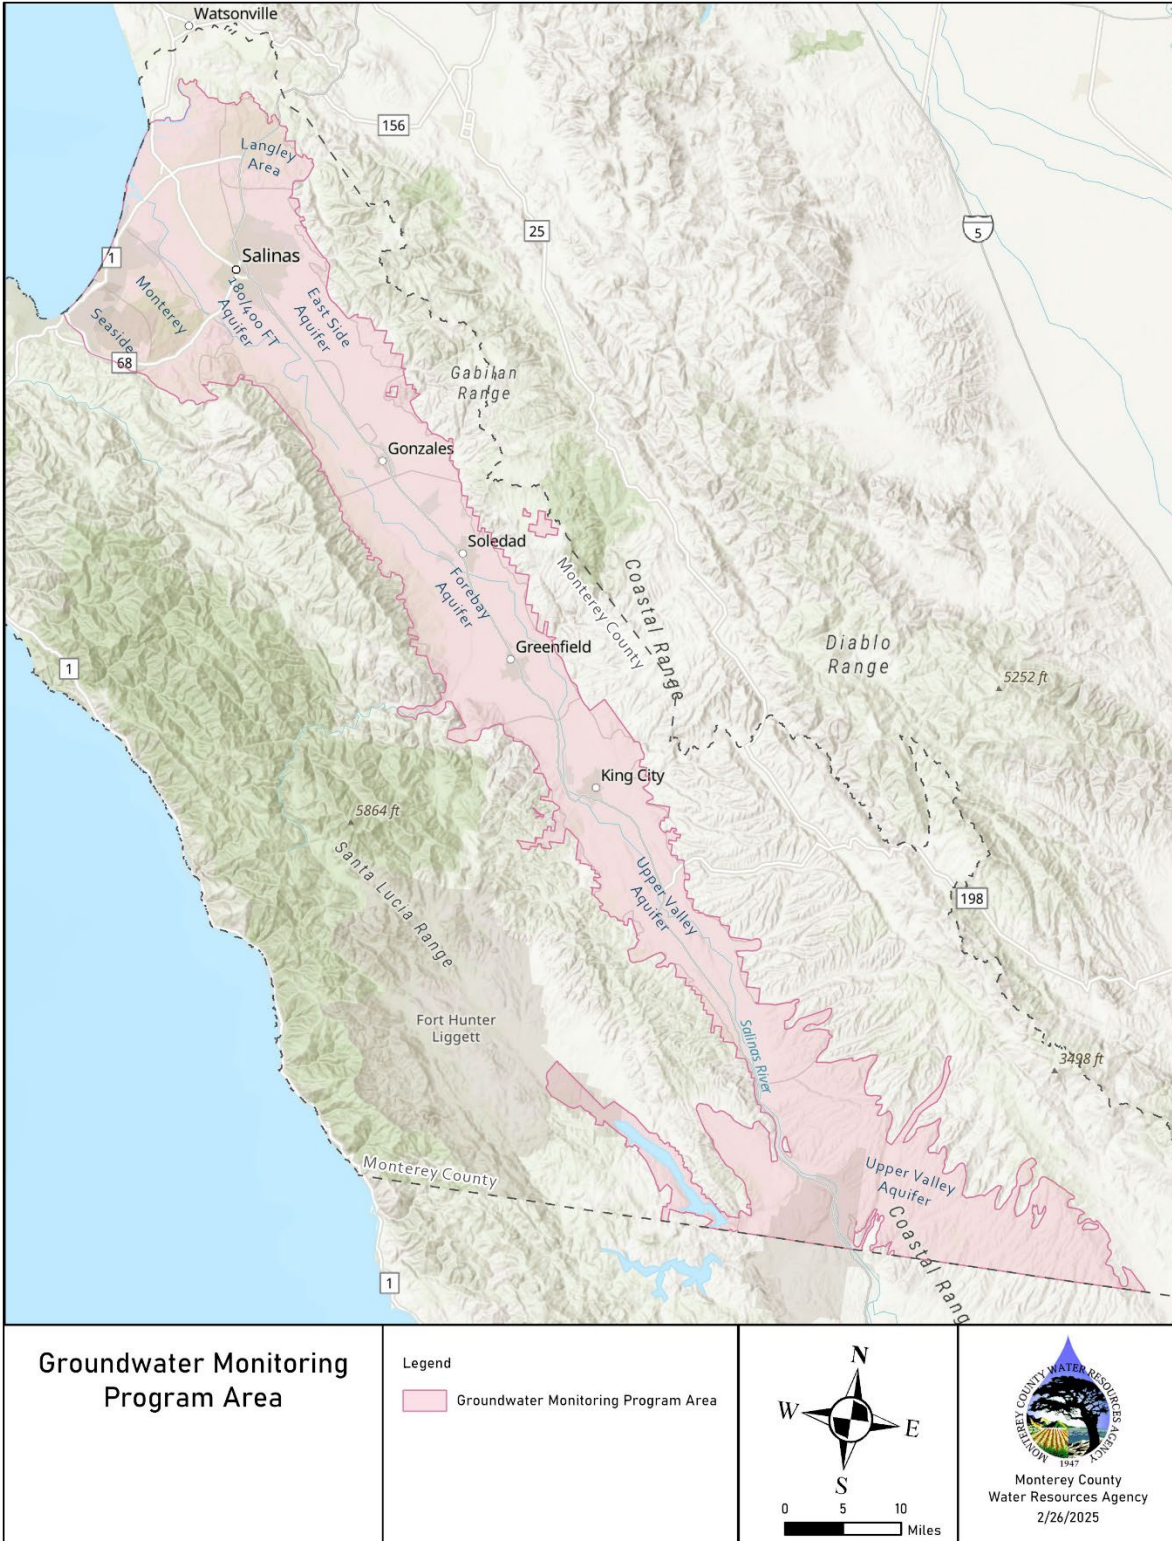 Watsonville
156
Langley
Area
25
5
1
Salinas
Monterey
180/400 FT
Aquifer
East Side
Aquifer
Seaside
68
Gabilan
Range
Gonzales
Soledad
Forebay
Aquifer
Monterey County
Coastal Range
Greenfield
Diablo
Range
5252 ft
1
King City
5864 ft
Santa Lucia Range
Upper Valley
Aquifer
198
Fort Hunter
Liggett
Salinas River
3498 ft
Monterey County
Upper Valley
Aquifer
Coastal Rang
1
Groundwater Monitoring
Program Area
Legend
Groundwater Monitoring Program Area
N
W
E
S
0 5 10
Miles
MONTEREY COUNTY WATER RESOURCES AGENCY
1947
Monterey County
Water Resources Agency
2/26/2025